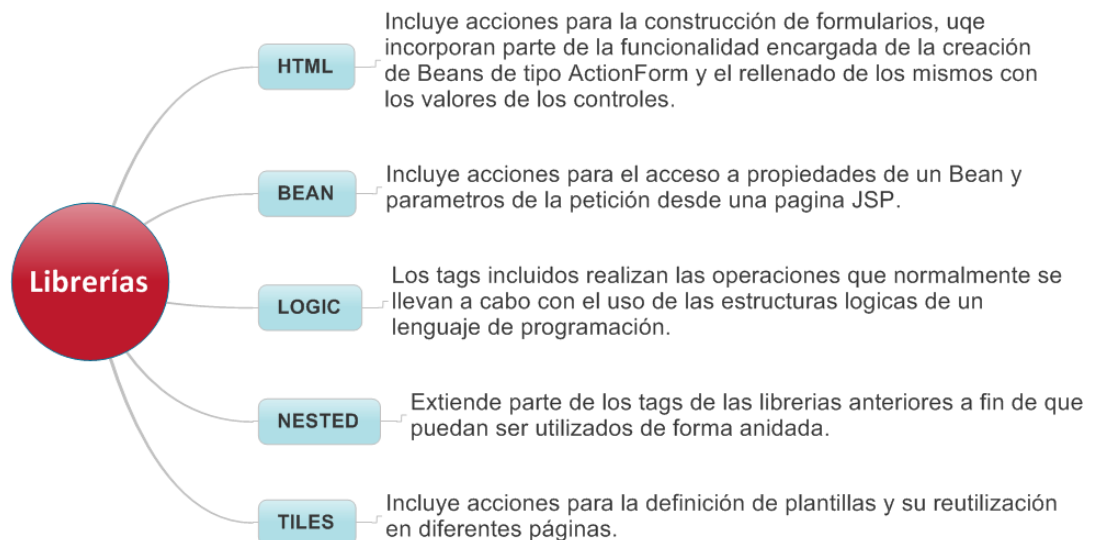 Librerías
HTML
Incluye acciones para la construcción de formularios, uqe
incorporan parte de la funcionalidad encargada de la creación
de Beans de tipo ActionForm y el rellenado de los mismos con
los valores de los controles.
BEAN
Incluye acciones para el acceso a propiedades de un Bean y
parametros de la petición desde una pagina JSP.
LOGIC
Los tags incluidos realizan las operaciones que normalmente se
llevan a cabo con el uso de las estructuras logicas de un
lenguaje de programación.
NESTED
Extiende parte de los tags de las librerias anteriores a fin de que
puedan ser utilizados de forma anidada.
TILES
Incluye acciones para la definición de plantillas y su reutilización
en diferentes páginas.